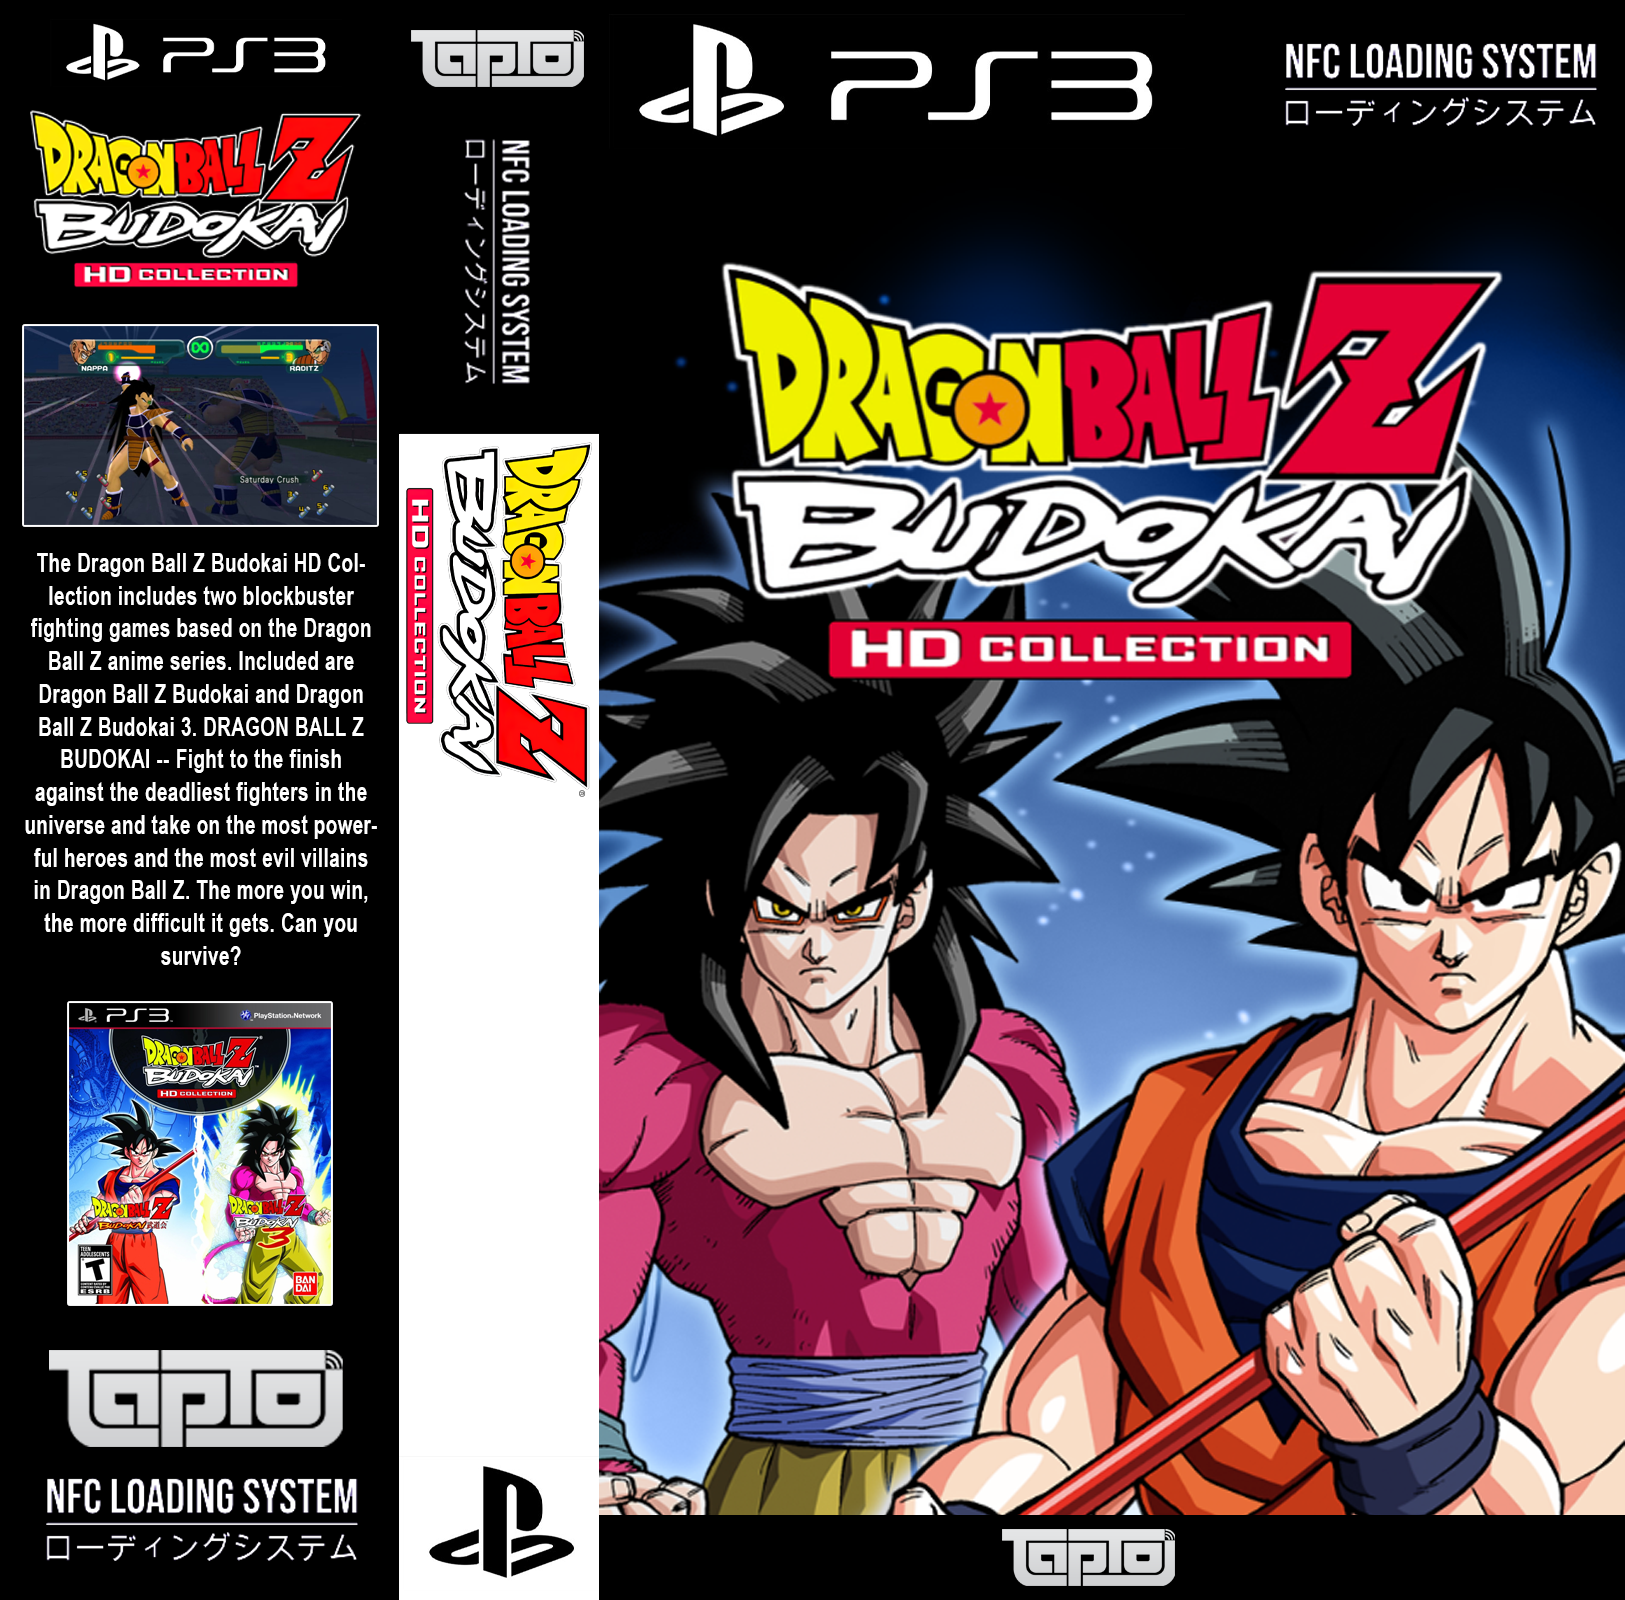 PS3
DRAGON BALL Z
BUDOKAI
HD COLLECTION
NAPPA
RADITZ
Saturday Crush
The Dragon Ball Z Budokai HD Col-
lection includes two blockbuster
fighting games based on the Dragon
Ball Z anime series. Included are
Dragon Ball Z Budokai and Dragon
Ball Z Budokai 3. DRAGON BALL Z
BUDOKAI -- Fight to the finish
against the deadliest fighters in the
universe and take on the most power-
ful heroes and the most evil villains
in Dragon Ball Z. The more you win,
the more difficult it gets. Can you
survive?
PS3
PlayStation Network
DRAGON BALL Z
BUDOKAI
HD COLLECTION
DRAGON BALL Z
BUDOKAI 武道会
DRAGON BALL Z
BUDOKAI
3
TEEN
T
ESRB
BAN
DAI
TapTo
NFC LOADING SYSTEM
ローディングシステム
TapTo
NFC LOADING SYSTEM
ローディングシステム
DRAGON BALL Z
BUDOKAI
HD COLLECTION
PS3
NFC LOADING SYSTEM
ローディングシステム
DRAGON BALL Z
BUDOKAI
HD COLLECTION
TapTo